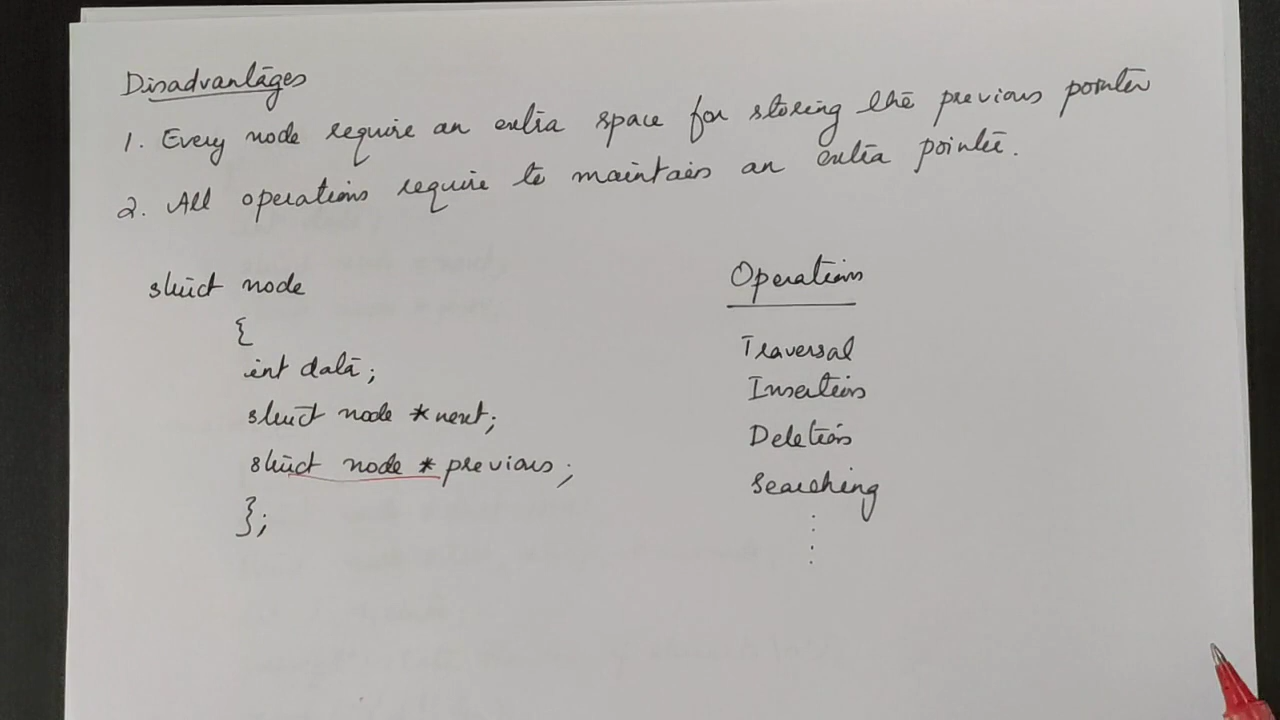 Disadvantages
1. Every node require an extra space for storing the previous pointer
2. All operations require to maintain an extra pointer.
struct node
{
int data;
struct node *next;
struct node * previous;
};
Operations
Traversal
Insertion
Deletion
Searching